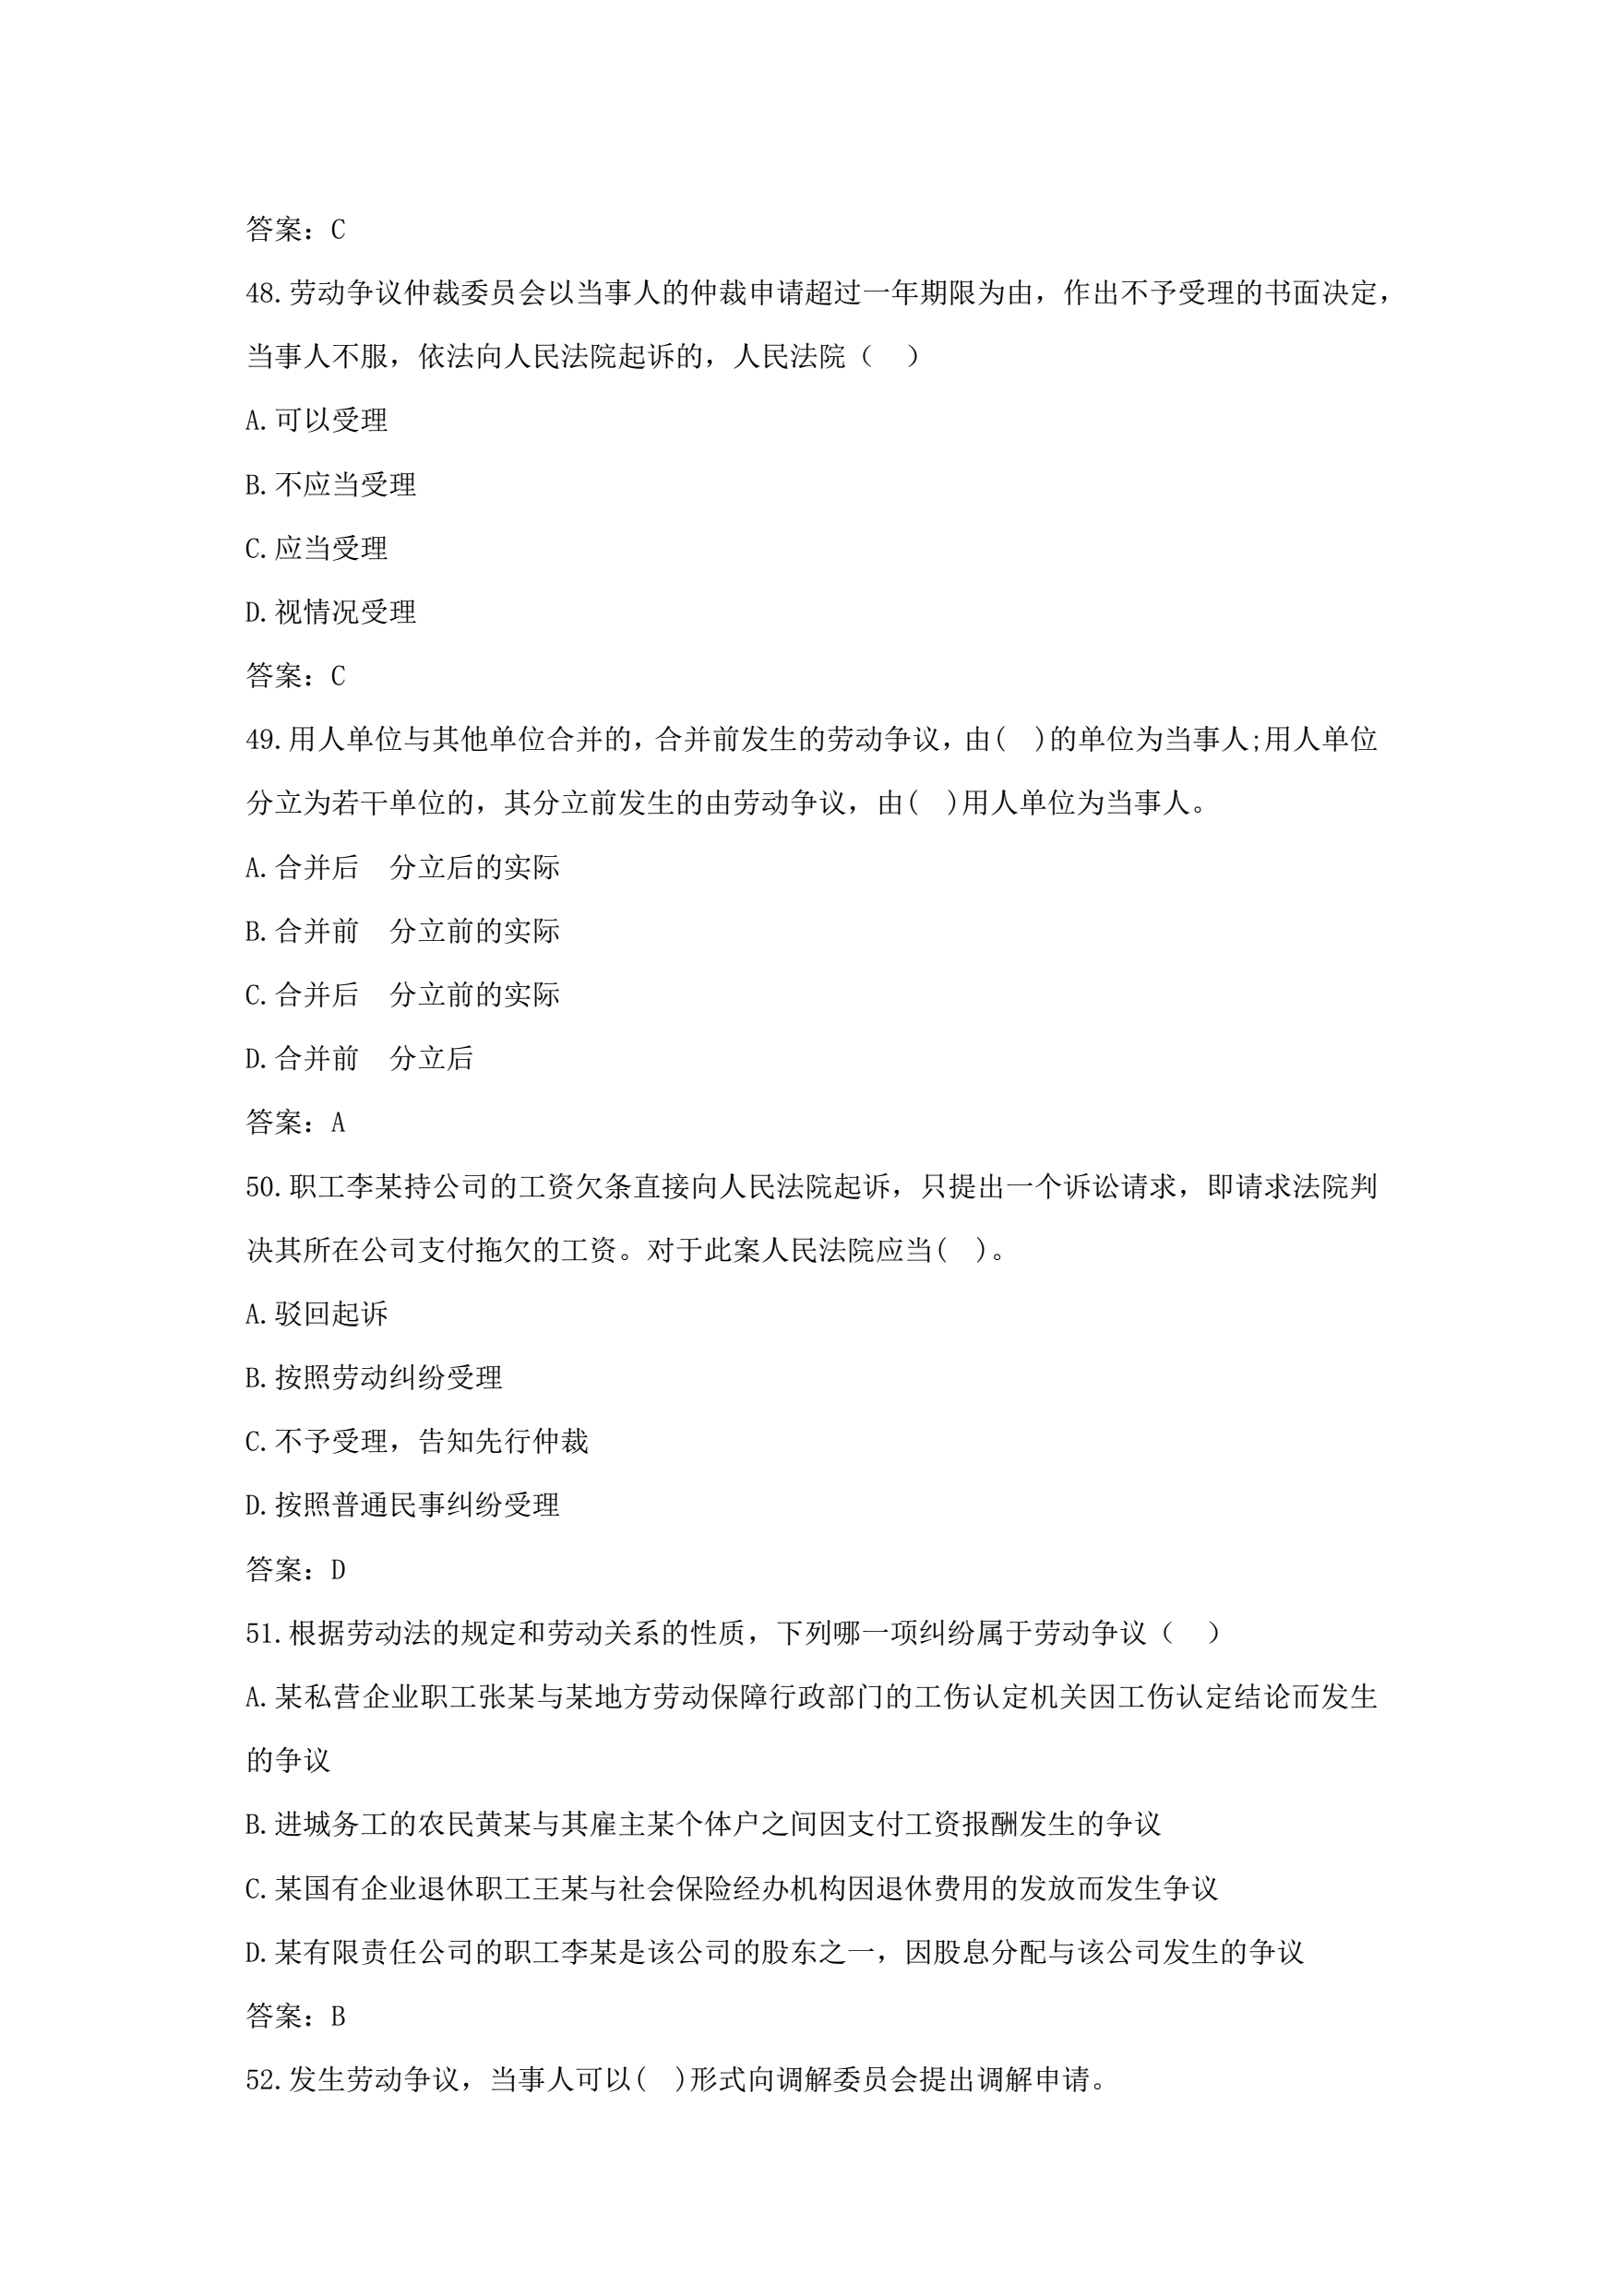 答案：C
48.劳动争议仲裁委员会以当事人的仲裁申请超过一年期限为由，作出不予受理的书面决定，
当事人不服，依法向人民法院起诉的，人民法院（　）
A.可以受理
B.不应当受理
C.应当受理
D.视情况受理
答案：C
49.用人单位与其他单位合并的，合并前发生的劳动争议，由(　)的单位为当事人;用人单位
分立为若干单位的，其分立前发生的由劳动争议，由(　)用人单位为当事人。
A.合并后　分立后的实际
B.合并前　分立前的实际
C.合并后　分立前的实际
D.合并前　分立后
答案：A
50.职工李某持公司的工资欠条直接向人民法院起诉，只提出一个诉讼请求，即请求法院判
决其所在公司支付拖欠的工资。对于此案人民法院应当(　)。
A.驳回起诉
B.按照劳动纠纷受理
C.不予受理，告知先行仲裁
D.按照普通民事纠纷受理
答案：D
51.根据劳动法的规定和劳动关系的性质，下列哪一项纠纷属于劳动争议（　）
A.某私营企业职工张某与某地方劳动保障行政部门的工伤认定机关因工伤认定结论而发生
的争议
B.进城务工的农民黄某与其雇主某个体户之间因支付工资报酬发生的争议
C.某国有企业退休职工王某与社会保险经办机构因退休费用的发放而发生争议
D.某有限责任公司的职工李某是该公司的股东之一，因股息分配与该公司发生的争议
答案：B
52.发生劳动争议，当事人可以(　)形式向调解委员会提出调解申请。